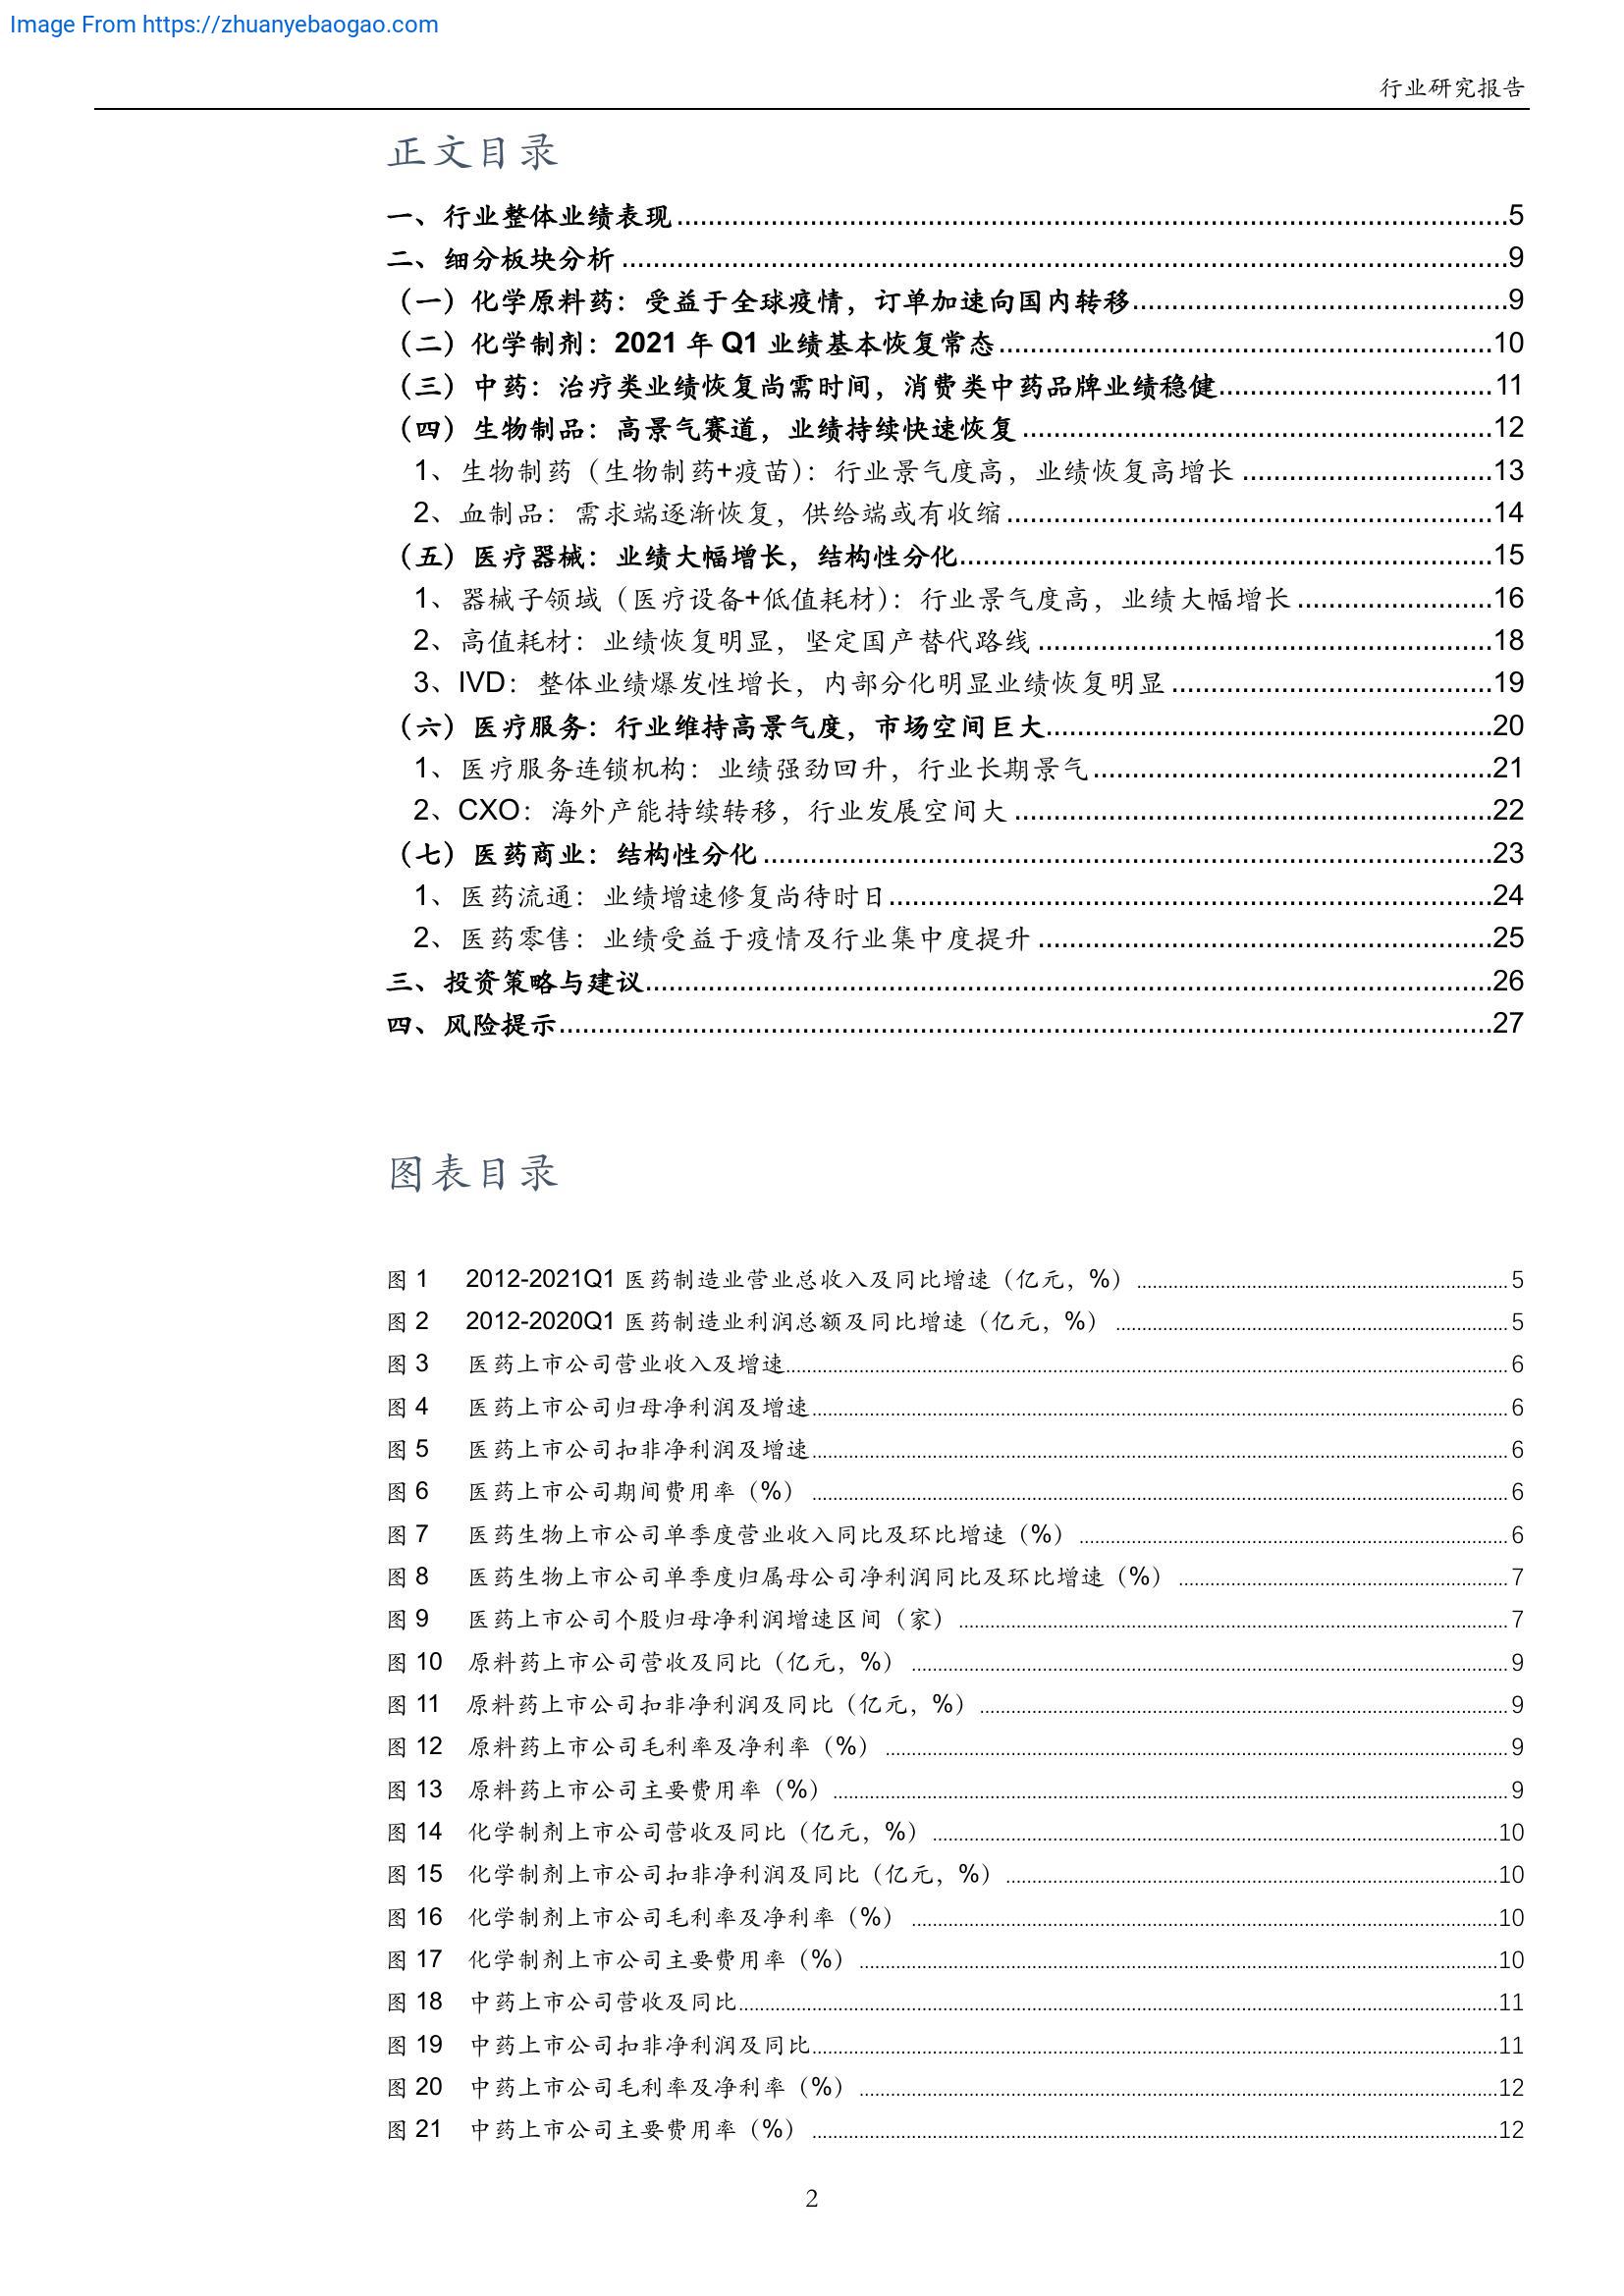 Image From https://zhuanyebaogao.com
行业研究报告
正文目录
一、行业整体业绩表现........................5
二、细分板块分析........................9
（一）化学原料药：受益于全球疫情，订单加速向国内转移........................9
（二）化学制剂：2021 年 Q1 业绩基本恢复常态........................10
（三）中药：治疗类业绩恢复尚需时间，消费类中药品牌业绩稳健........................11
（四）生物制品：高景气赛道，业绩持续快速恢复........................12
1、生物制药（生物制药+疫苗）：行业景气度高，业绩恢复高增长........................13
2、血制品：需求端逐渐恢复，供给端或有收缩........................14
（五）医疗器械：业绩大幅增长，结构性分化........................15
1、器械子领域（医疗设备+低值耗材）：行业景气度高，业绩大幅增长........................16
2、高值耗材：业绩恢复明显，坚定国产替代路线........................18
3、IVD：整体业绩爆发性增长，内部分化明显业绩恢复明显........................19
（六）医疗服务：行业维持高景气度，市场空间巨大........................20
1、医疗服务连锁机构：业绩强劲回升，行业长期景气........................21
2、CXO：海外产能持续转移，行业发展空间大........................22
（七）医药商业：结构性分化........................23
1、医药流通：业绩增速修复尚待时日........................24
2、医药零售：业绩受益于疫情及行业集中度提升........................25
三、投资策略与建议........................26
四、风险提示........................27
图表目录
图 1 2012-2021Q1 医药制造业营业总收入及同比增速（亿元，%）........................5
图 2 2012-2020Q1 医药制造业利润总额及同比增速（亿元，%）........................5
图 3 医药上市公司营业收入及增速........................6
图 4 医药上市公司归母净利润及增速........................6
图 5 医药上市公司扣非净利润及增速........................6
图 6 医药上市公司期间费用率（%）........................6
图 7 医药生物上市公司单季度营业收入同比及环比增速（%）........................6
图 8 医药生物上市公司单季度归属母公司净利润同比及环比增速（%）........................7
图 9 医药上市公司个股归母净利润增速区间（家）........................7
图 10 原料药上市公司营收及同比（亿元，%）........................9
图 11 原料药上市公司扣非净利润及同比（亿元，%）........................9
图 12 原料药上市公司毛利率及净利率（%）........................9
图 13 原料药上市公司主要费用率（%）........................9
图 14 化学制剂上市公司营收及同比（亿元，%）........................10
图 15 化学制剂上市公司扣非净利润及同比（亿元，%）........................10
图 16 化学制剂上市公司毛利率及净利率（%）........................10
图 17 化学制剂上市公司主要费用率（%）........................10
图 18 中药上市公司营收及同比........................11
图 19 中药上市公司扣非净利润及同比........................11
图 20 中药上市公司毛利率及净利率（%）........................12
图 21 中药上市公司主要费用率（%）........................12
2